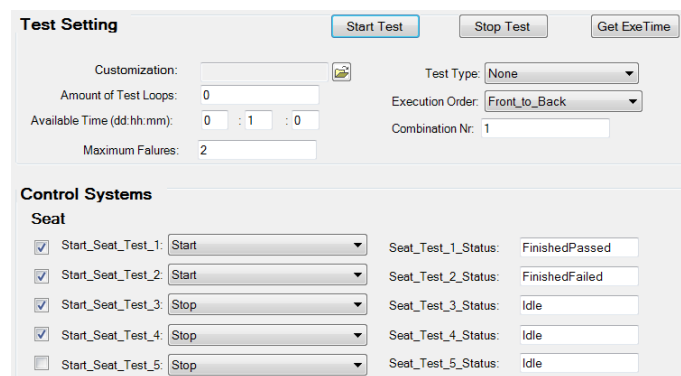 Test Setting Start Test Stop Test Get ExeTime
Customization: Test Type: None
Amount of Test Loops: 0 Execution Order: Front_to_Back
Available Time (dd:hh:mm): 0 : 1 : 0 Combination Nr: 1
Maximum Falures: 2
Control Systems
Seat
Start_Seat_Test_1: Start Seat_Test_1_Status: FinishedPassed
Start_Seat_Test_2: Start Seat_Test_2_Status: FinishedFailed
Start_Seat_Test_3: Stop Seat_Test_3_Status: Idle
Start_Seat_Test_4: Stop Seat_Test_4_Status: Idle
Start_Seat_Test_5: Stop Seat_Test_5_Status: Idle